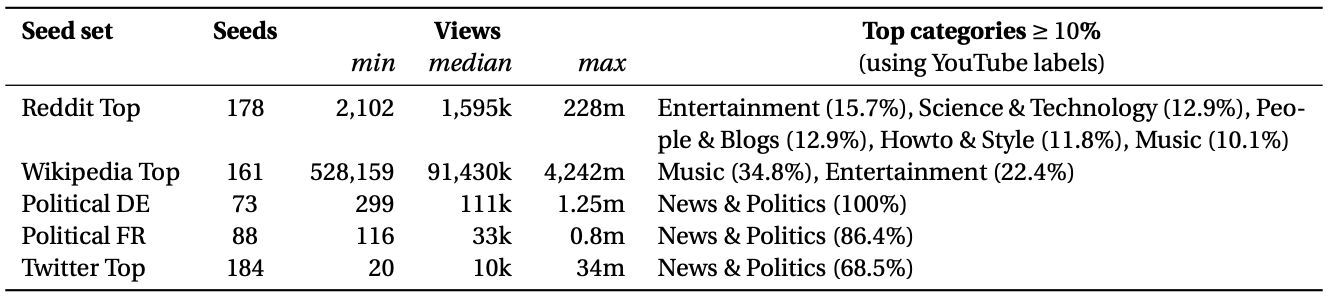 Seed set Seeds Views Top categories ≥ 10%
min median max (using YouTube labels)
Reddit Top 178 2,102 1,595k 228m Entertainment (15.7%), Science & Technology (12.9%), Peo-
ple & Blogs (12.9%), Howto & Style (11.8%), Music (10.1%)
Wikipedia Top 161 528,159 91,430k 4,242m Music (34.8%), Entertainment (22.4%)
Political DE 73 299 111k 1.25m News & Politics (100%)
Political FR 88 116 33k 0.8m News & Politics (86.4%)
Twitter Top 184 20 10k 34m News & Politics (68.5%)